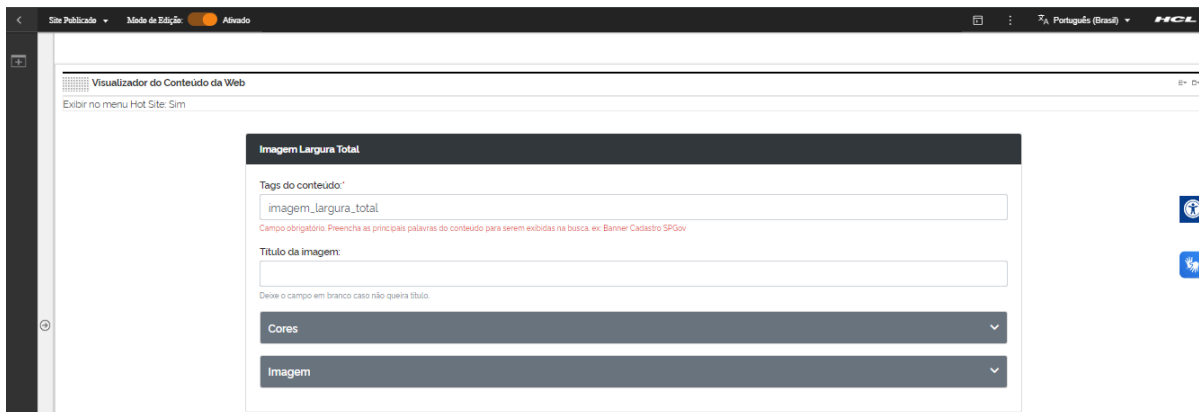 Site Publicado Modo de Edição: Ativado Português (Brasil) HCL
Visualizador do Conteúdo da Web
Exibir no menu Hot Site: Sim
Imagem Largura Total
Tags do conteúdo:*
imagem_largura_total
Campo obrigatório. Preencha as principais palavras do conteúdo para serem exibidas na busca. ex: Banner Cadastro SPGov
Título da imagem:
Deixe o campo em branco caso não queira título.
Cores
Imagem